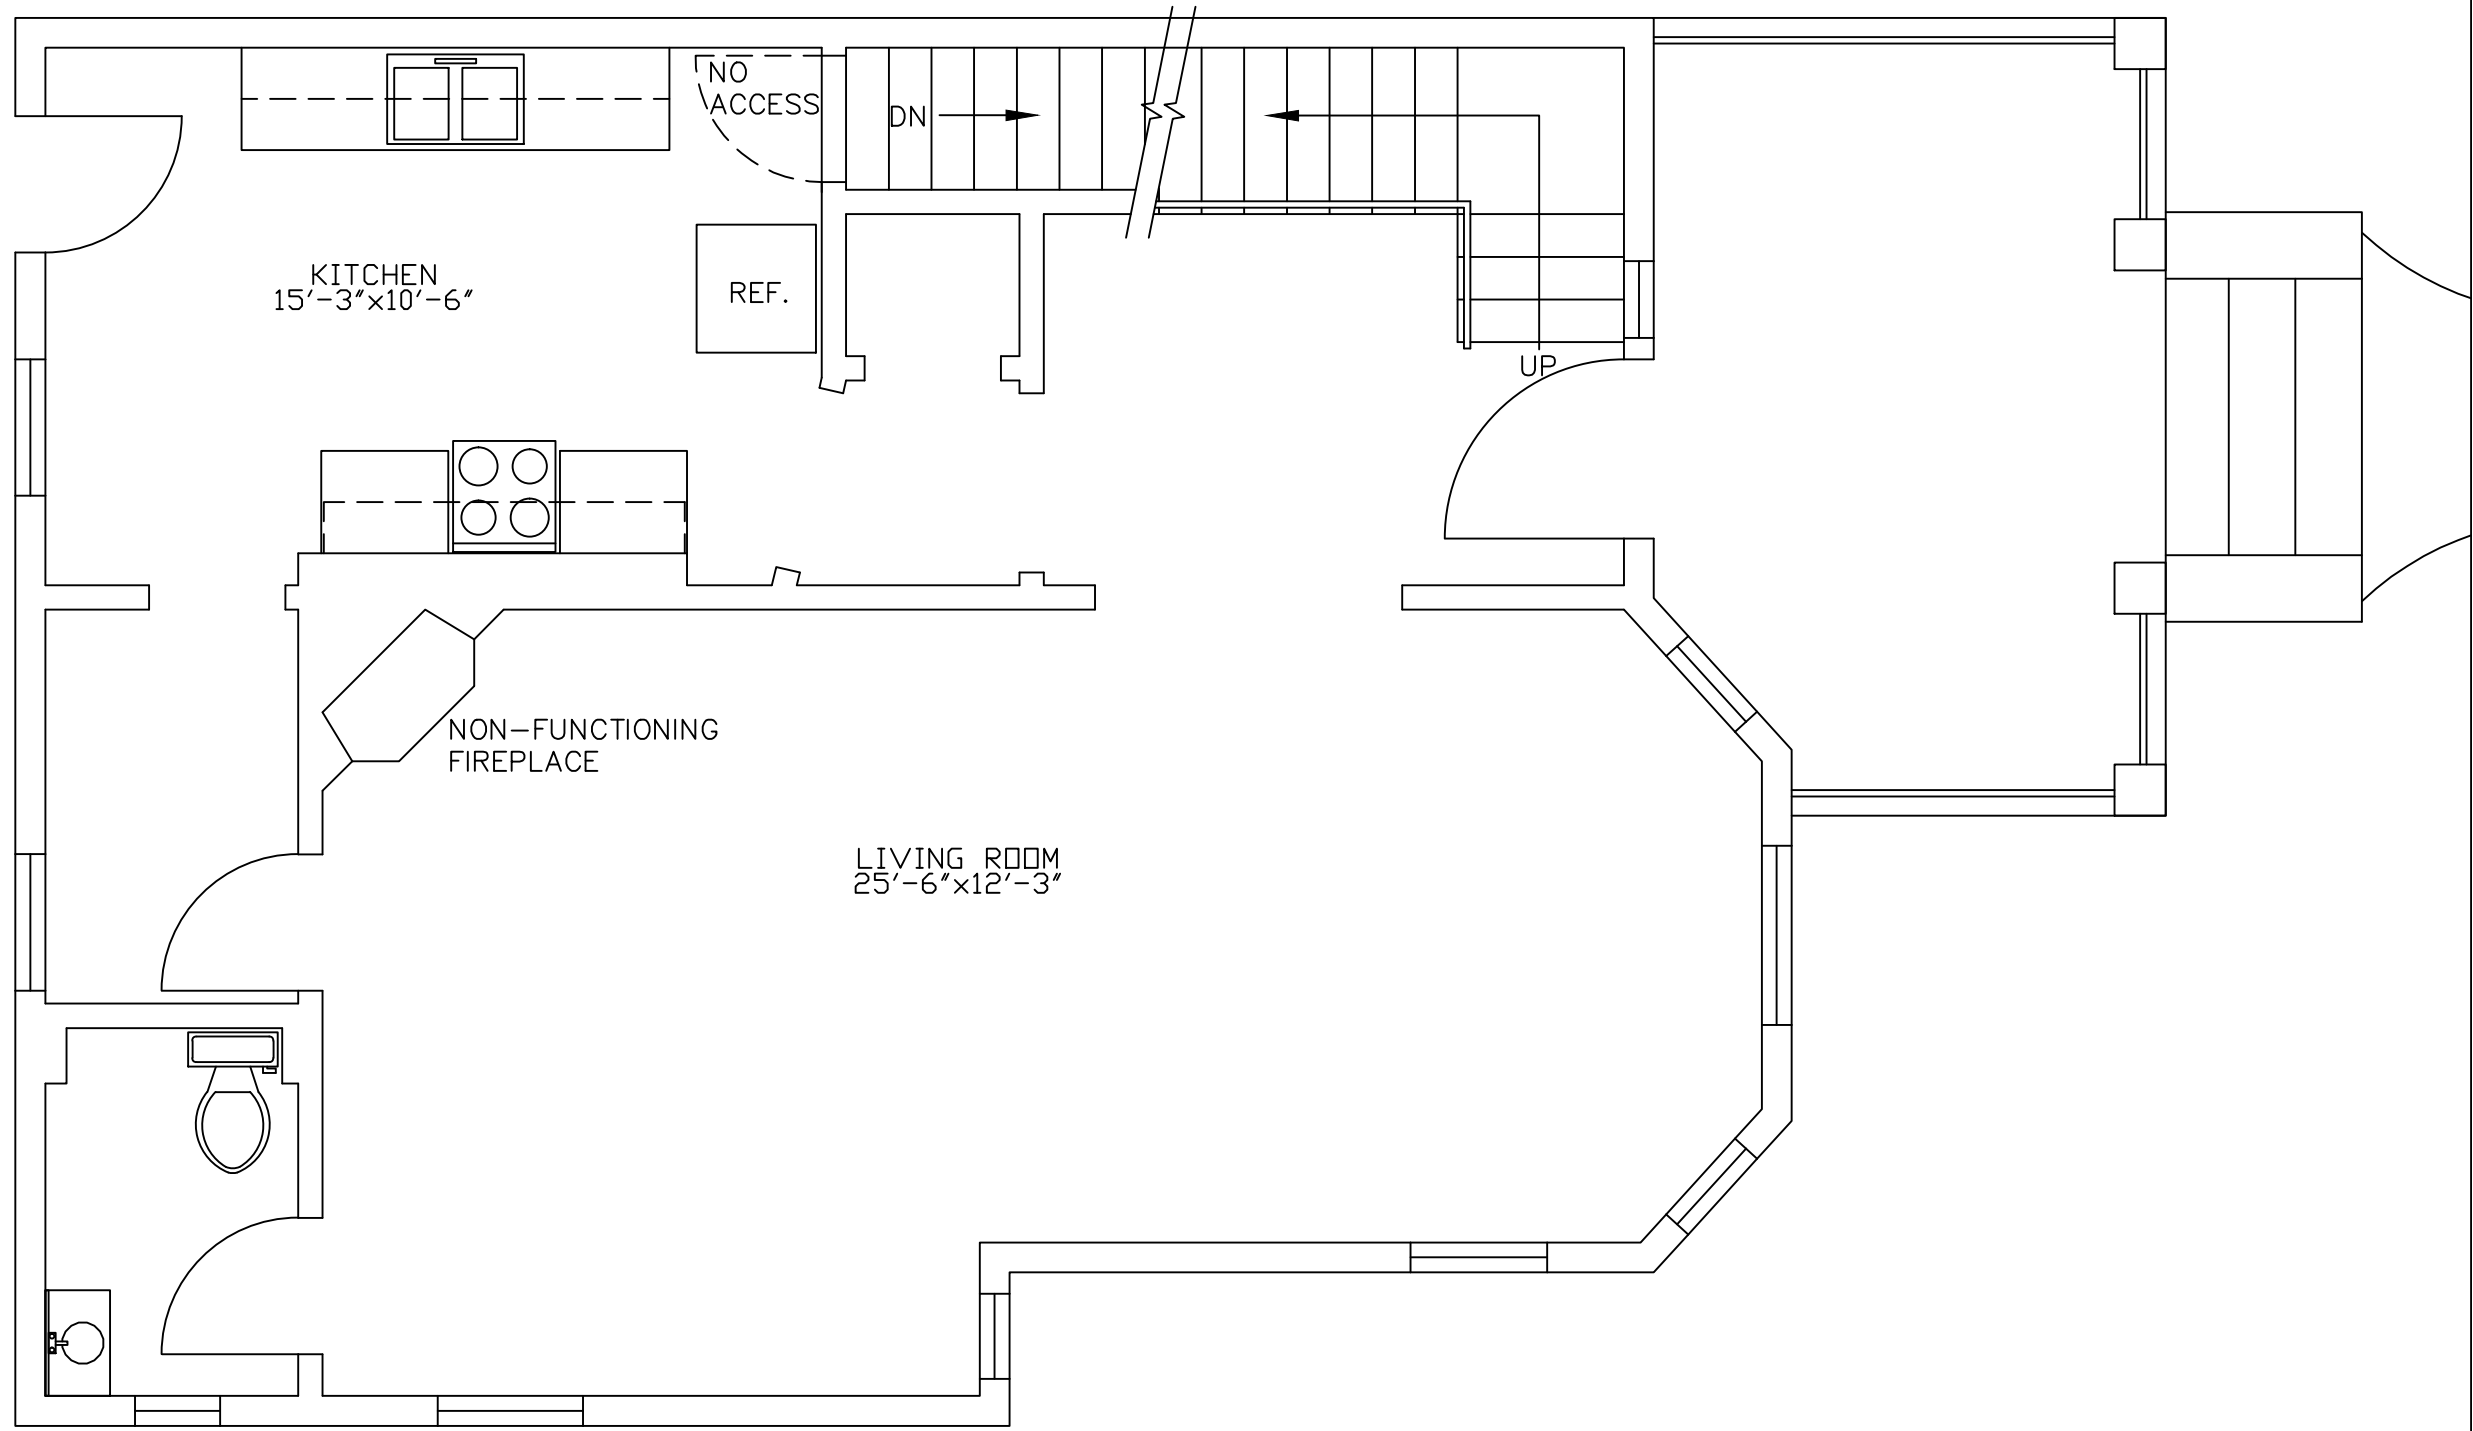 NO
ACCESS
DN
KITCHEN
15'-3"x10'-6"
REF.
UP
NON-FUNCTIONING
FIREPLACE
LIVING ROOM
25'-6"x12'-3"